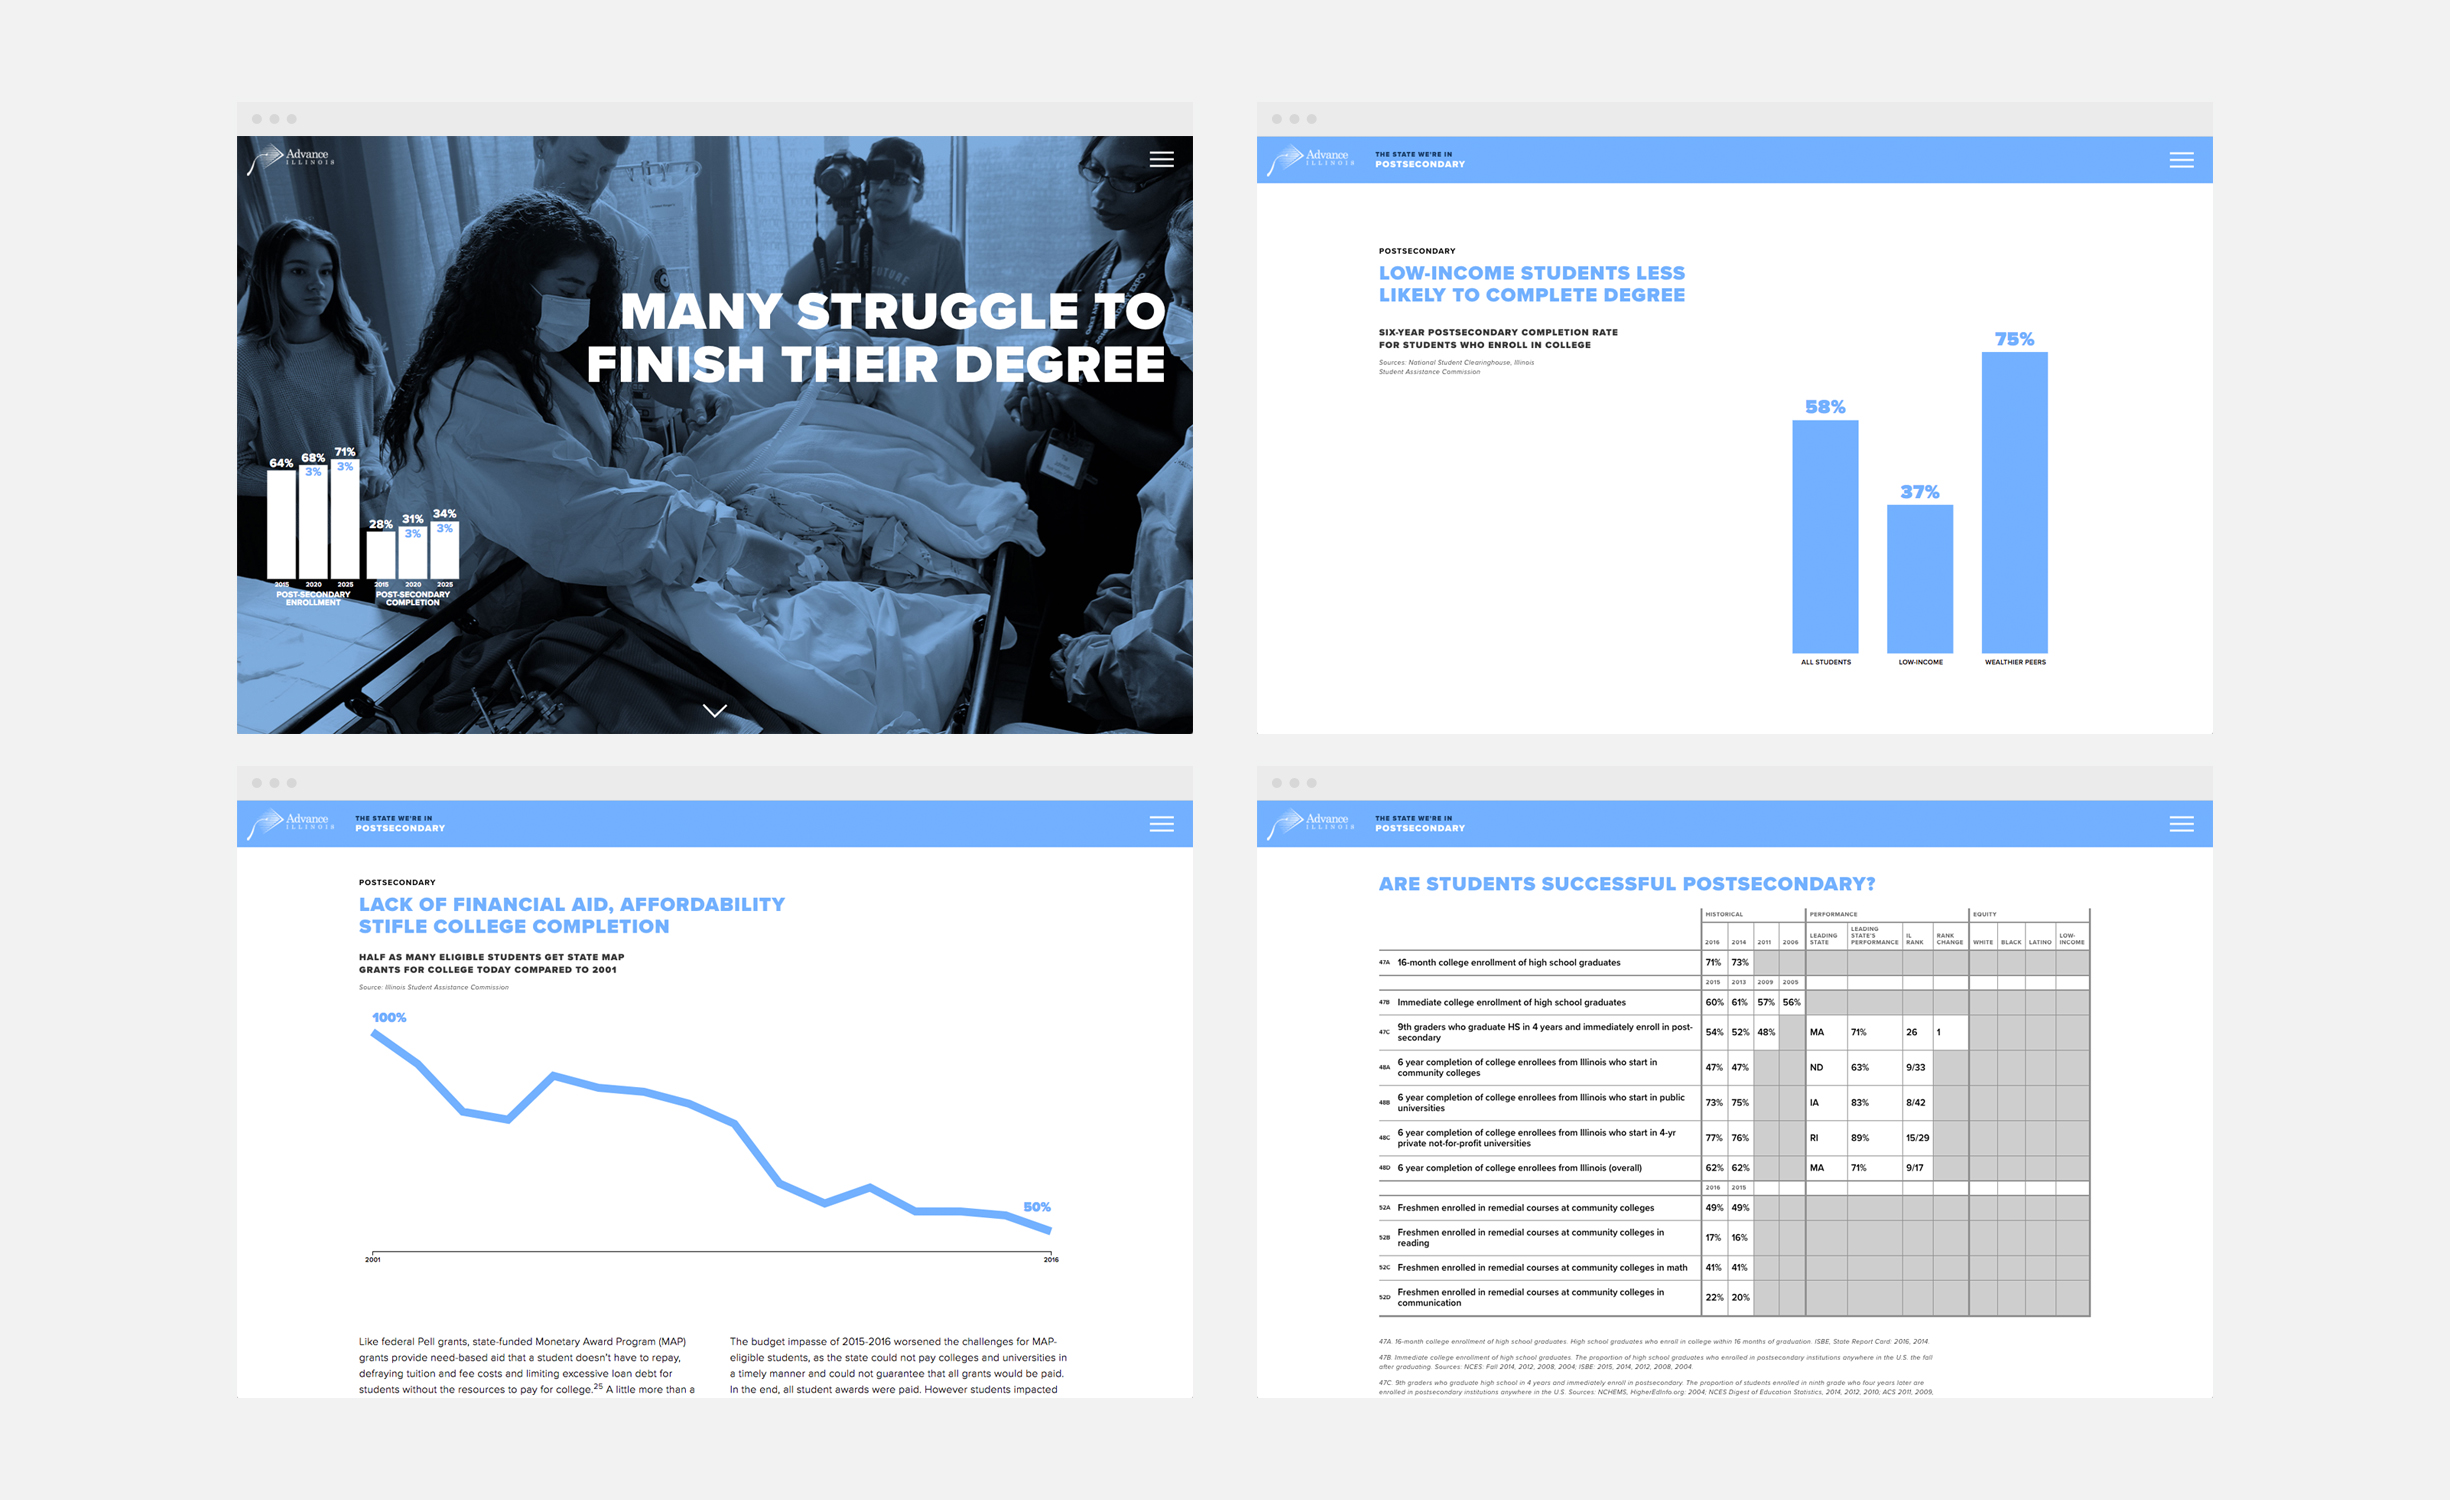 Advance
ILLINOIS
MANY STRUGGLE TO
FINISH THEIR DEGREE
64% 68% 71%
3% 3%
28% 31% 34%
3% 3%
2015 2020 2025 2015 2020 2025
POST-SECONDARY
ENROLLMENT
POST-SECONDARY
COMPLETION
Advance
ILLINOIS
THE STATE WE'RE IN
POSTSECONDARY
POSTSECONDARY
LOW-INCOME STUDENTS LESS
LIKELY TO COMPLETE DEGREE
SIX-YEAR POSTSECONDARY COMPLETION RATE
FOR STUDENTS WHO ENROLL IN COLLEGE
Sources: National Student Clearinghouse, Illinois
Student Assistance Commission
58%
37%
75%
ALL STUDENTS LOW-INCOME WEALTHIER PEERS
Advance
ILLINOIS
THE STATE WE'RE IN
POSTSECONDARY
POSTSECONDARY
LACK OF FINANCIAL AID, AFFORDABILITY
STIFLE COLLEGE COMPLETION
HALF AS MANY ELIGIBLE STUDENTS GET STATE MAP
GRANTS FOR COLLEGE TODAY COMPARED TO 2001
Source: Illinois Student Assistance Commission
100%
50%
2001 2016
Like federal Pell grants, state-funded Monetary Award Program (MAP)
grants provide need-based aid that a student doesn't have to repay,
defraying tuition and fee costs and limiting excessive loan debt for
students without the resources to pay for college.25 A little more than a
The budget impasse of 2015-2016 worsened the challenges for MAP-
eligible students, as the state could not pay colleges and universities in
a timely manner and could not guarantee that all grants would be paid.
In the end, all student awards were paid. However students impacted
Advance
ILLINOIS
THE STATE WE'RE IN
POSTSECONDARY
ARE STUDENTS SUCCESSFUL POSTSECONDARY?
HISTORICAL PERFORMANCE EQUITY
2016 2014 2011 2006 LEADING STATE LEADING STATE'S PERFORMANCE IL RANK RANK CHANGE WHITE BLACK LATINO LOW-INCOME
47A 16-month college enrollment of high school graduates 71% 73%
2015 2013 2009 2005
47B Immediate college enrollment of high school graduates 60% 61% 57% 56%
47C 9th graders who graduate HS in 4 years and immediately enroll in post-
secondary 54% 52% 48% MA 71% 26 1
48A 6 year completion of college enrollees from Illinois who start in
community colleges 47% 47% ND 63% 9/33
48B 6 year completion of college enrollees from Illinois who start in public
universities 73% 75% IA 83% 8/42
48C 6 year completion of college enrollees from Illinois who start in 4-yr
private not-for-profit universities 77% 76% RI 89% 15/29
48D 6 year completion of college enrollees from Illinois (overall) 62% 62% MA 71% 9/17
2016 2015
52A Freshmen enrolled in remedial courses at community colleges 49% 49%
52B Freshmen enrolled in remedial courses at community colleges in
reading 17% 16%
52C Freshmen enrolled in remedial courses at community colleges in math 41% 41%
52D Freshmen enrolled in remedial courses at community colleges in
communication 22% 20%
47A. 16-month college enrollment of high school graduates. High school graduates who enroll in college within 16 months of graduation. ISBE, State Report Card: 2016, 2014.
47B. Immediate college enrollment of high school graduates. The proportion of high school graduates who enrolled in postsecondary institutions anywhere in the U.S. the fall
after graduating. Sources: NCES: Fall 2014, 2012, 2008, 2004; ISBE: 2015, 2014, 2012, 2008, 2004.
47C. 9th graders who graduate high school in 4 years and immediately enroll in postsecondary. The proportion of students enrolled in ninth grade who four years later are
enrolled in postsecondary institutions anywhere in the U.S. Sources: NCHEMS, HigherEdInfo.org: 2004; NCES Digest of Education Statistics, 2014, 2012, 2010; ACS 2011, 2009,